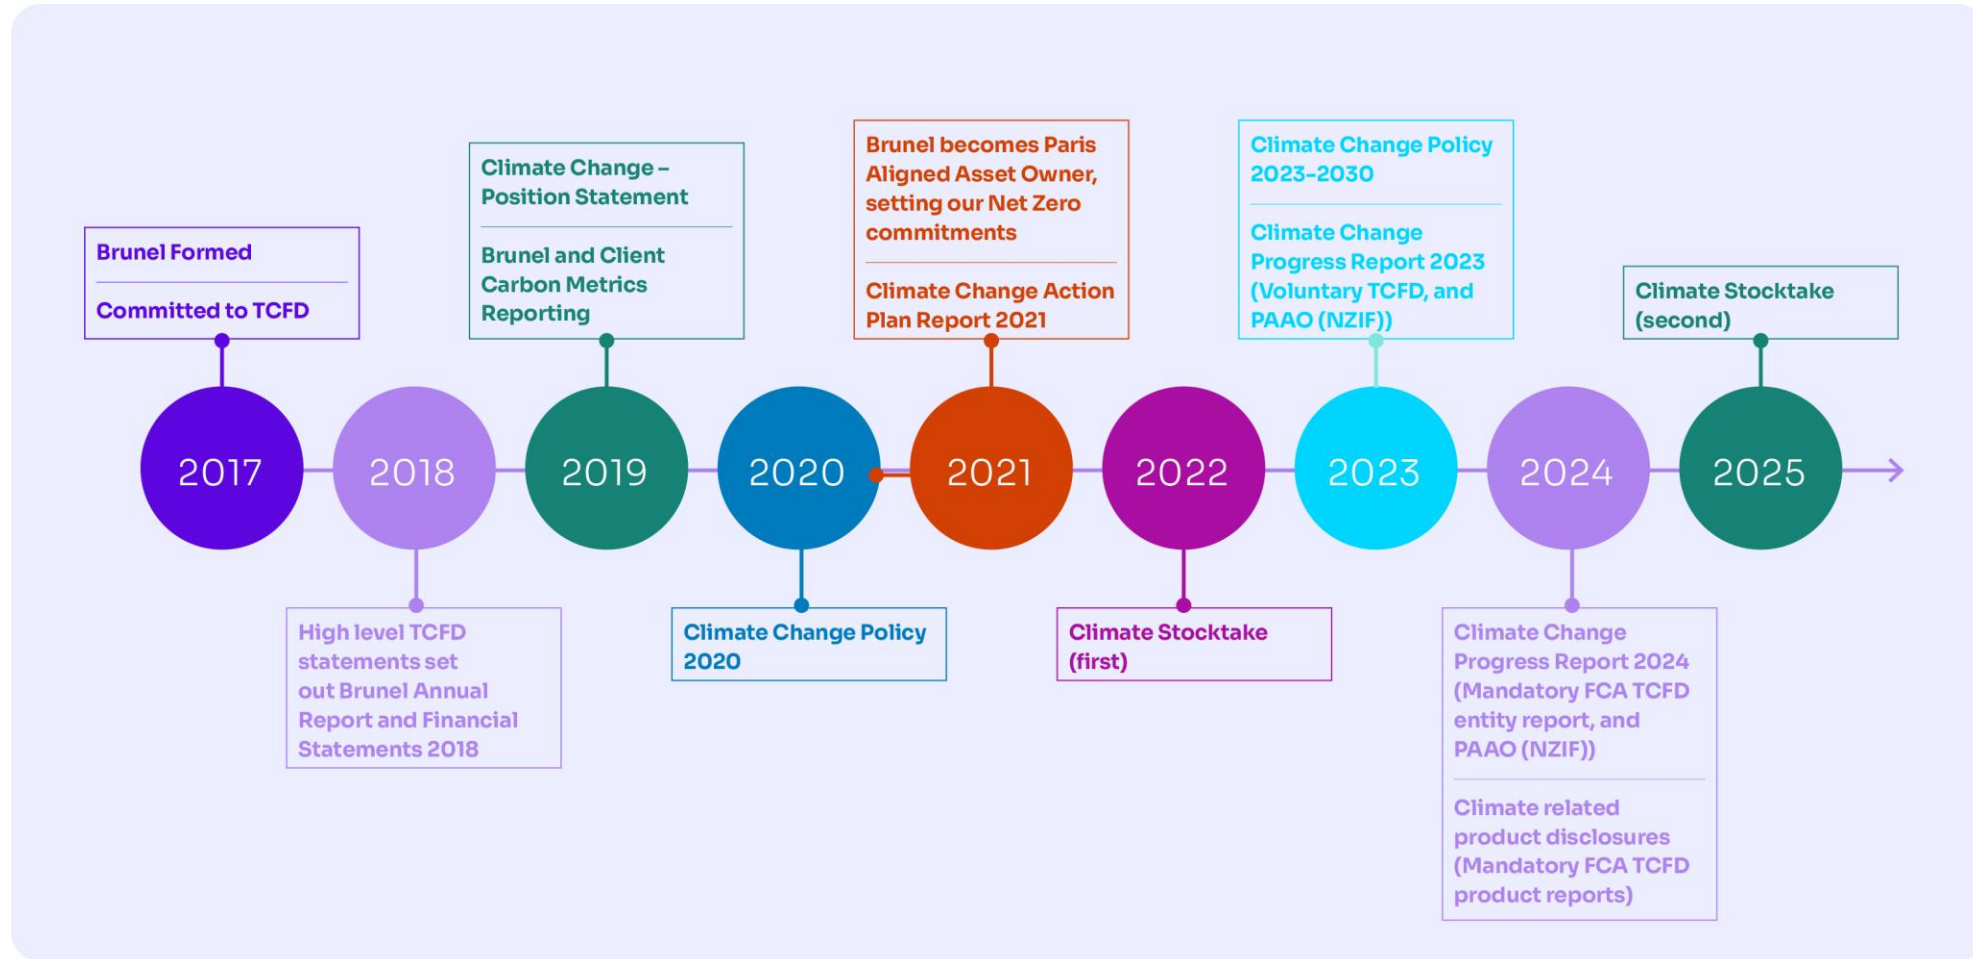 Brunel Formed
Committed to TCFD
2017
2018
High level TCFD
statements set
out Brunel Annual
Report and Financial
Statements 2018
Climate Change –
Position Statement
Brunel and Client
Carbon Metrics
Reporting
2019
2020
Climate Change Policy
2020
Brunel becomes Paris
Aligned Asset Owner,
setting our Net Zero
commitments
Climate Change Action
Plan Report 2021
2021
2022
Climate Stocktake
(first)
Climate Change Policy
2023-2030
Climate Change
Progress Report 2023
(Voluntary TCFD, and
PAAO (NZIF))
2023
2024
Climate Change
Progress Report 2024
(Mandatory FCA TCFD
entity report, and
PAAO (NZIF))
Climate related
product disclosures
(Mandatory FCA TCFD
product reports)
Climate Stocktake
(second)
2025